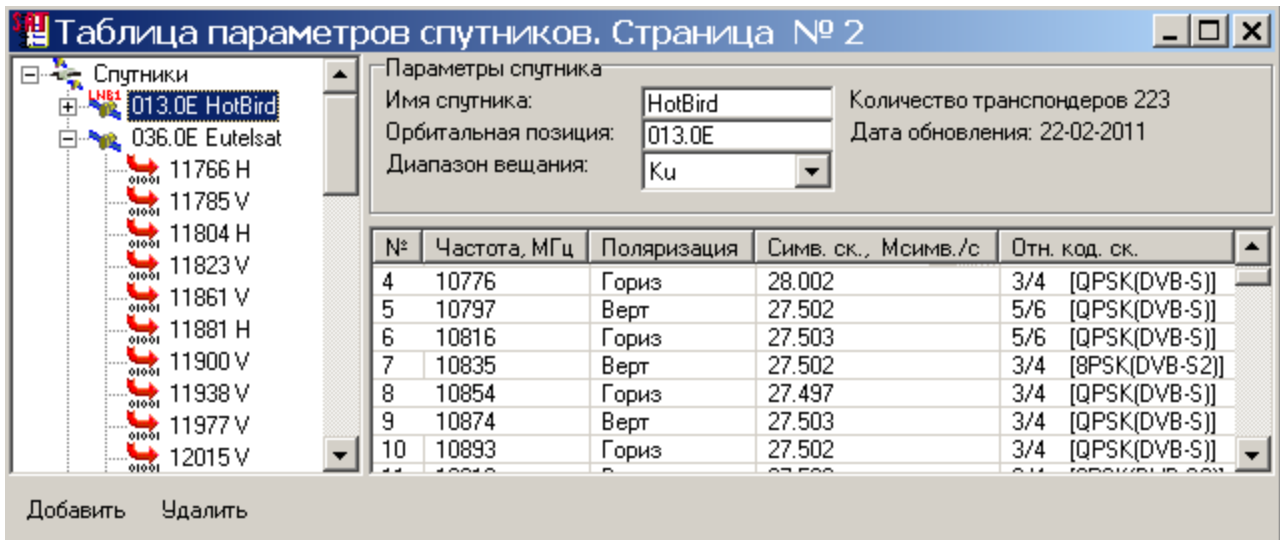 Таблица параметров спутников. Страница № 2
Спутники
LNB1
013.0E HotBird
036.0E Eutelsat
11766 H
11785 V
11804 H
11823 V
11861 V
11881 H
11900 V
11938 V
11977 V
12015 V
Параметры спутника
Имя спутника: HotBird Количество транспондеров 223
Орбитальная позиция: 013.0E Дата обновления: 22-02-2011
Диапазон вещания: Ku
№ Частота, МГц Поляризация Симв. ск., Мсимв./с Отн. код. ск.
4 10776 Гориз 28.002 3/4 [QPSK(DVB-S)]
5 10797 Верт 27.502 5/6 [QPSK(DVB-S)]
6 10816 Гориз 27.503 5/6 [QPSK(DVB-S)]
7 10835 Верт 27.502 3/4 [8PSK(DVB-S2)]
8 10854 Гориз 27.497 3/4 [QPSK(DVB-S)]
9 10874 Верт 27.503 3/4 [QPSK(DVB-S)]
10 10893 Гориз 27.502 3/4 [QPSK(DVB-S)]
Добавить Удалить